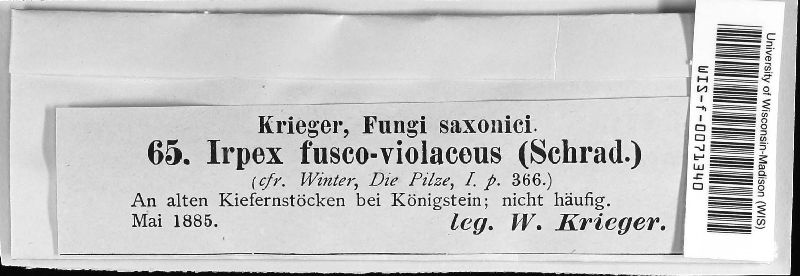 Krieger, Fungi saxonici.
65. Irpex fusco-violaceus (Schrad.)
(cfr. Winter, Die Pilze, I. p. 366.)
An alten Kiefernstöcken bei Königstein; nicht häufig.
Mai 1885. leg. W. Krieger.
University of Wisconsin-Madison (WIS)
WIS-f-0071340